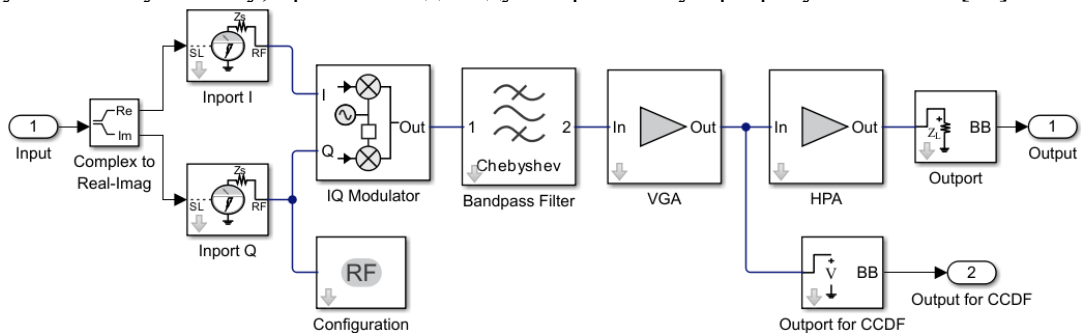 Zs
SL
RF
Inport I
1
Input
Re
Im
Complex to
Real-Imag
Zs
SL
RF
Inport Q
I
Q
Out
IQ Modulator
RF
Configuration
1
2
Chebyshev
Bandpass Filter
In
Out
VGA
In
Out
HPA
ZL
BB
Outport
1
Output
V
BB
Outport for CCDF
2
Output for CCDF